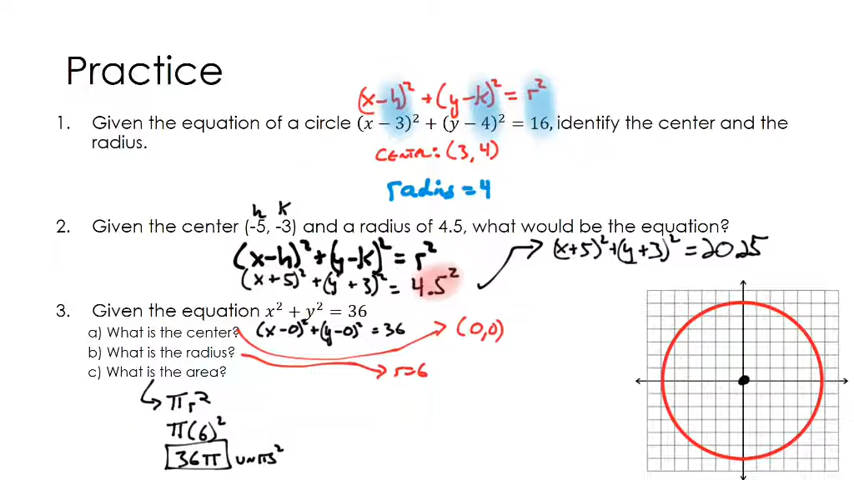 Practice
(x-h)² + (y-k)² = r²
1. Given the equation of a circle (x − 3)² + (y − 4)² = 16, identify the center and the
radius.
CENTER: (3, 4)
radius = 4
h k
2. Given the center (-5, -3) and a radius of 4.5, what would be the equation?
(x-h)² + (y-k)² = r²
(x+5)² + (y+3)² = 20.25
(x+5)² + (y+3)² = 4.5²
3. Given the equation x² + y² = 36
a) What is the center? (x-0)² + (y-0)² = 36 (0,0)
b) What is the radius?
c) What is the area? r=6
πr²
π(6)²
36π UNITS²